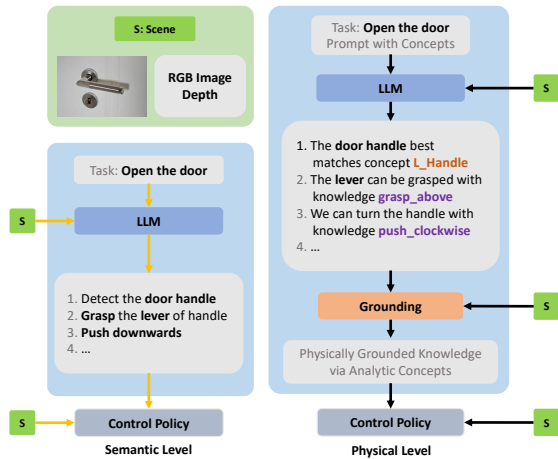 S: Scene
RGB Image
Depth
Task: Open the door
S
LLM
1. Detect the door handle
2. Grasp the lever of handle
3. Push downwards
4. ...
S
Control Policy
Semantic Level
Task: Open the door
Prompt with Concepts
LLM
S
1. The door handle best
matches concept L_Handle
2. The lever can be grasped with
knowledge grasp_above
3. We can turn the handle with
knowledge push_clockwise
4. ...
Grounding
S
Physically Grounded Knowledge
via Analytic Concepts
Control Policy
S
Physical Level